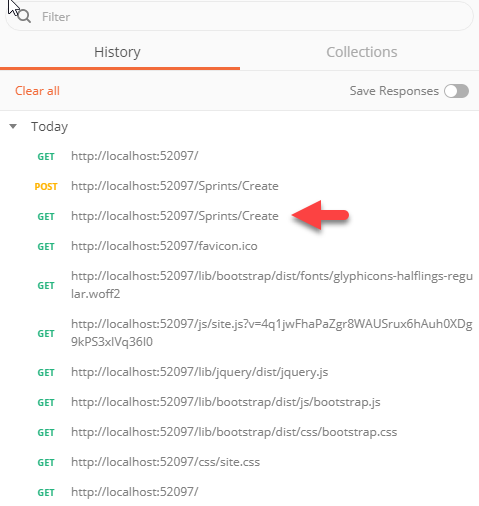 Filter
History
Collections
Clear all
Save Responses
Today
GET http://localhost:52097/
POST http://localhost:52097/Sprints/Create
GET http://localhost:52097/Sprints/Create
GET http://localhost:52097/favicon.ico
GET http://localhost:52097/lib/bootstrap/dist/fonts/glyphicons-halflings-regu
lar.woff2
GET http://localhost:52097/js/site.js?v=4q1jwFhaPaZgr8WAUSrux6hAuh0XDg
9kPS3xIVq36I0
GET http://localhost:52097/lib/jquery/dist/jquery.js
GET http://localhost:52097/lib/bootstrap/dist/js/bootstrap.js
GET http://localhost:52097/lib/bootstrap/dist/css/bootstrap.css
GET http://localhost:52097/css/site.css
GET http://localhost:52097/